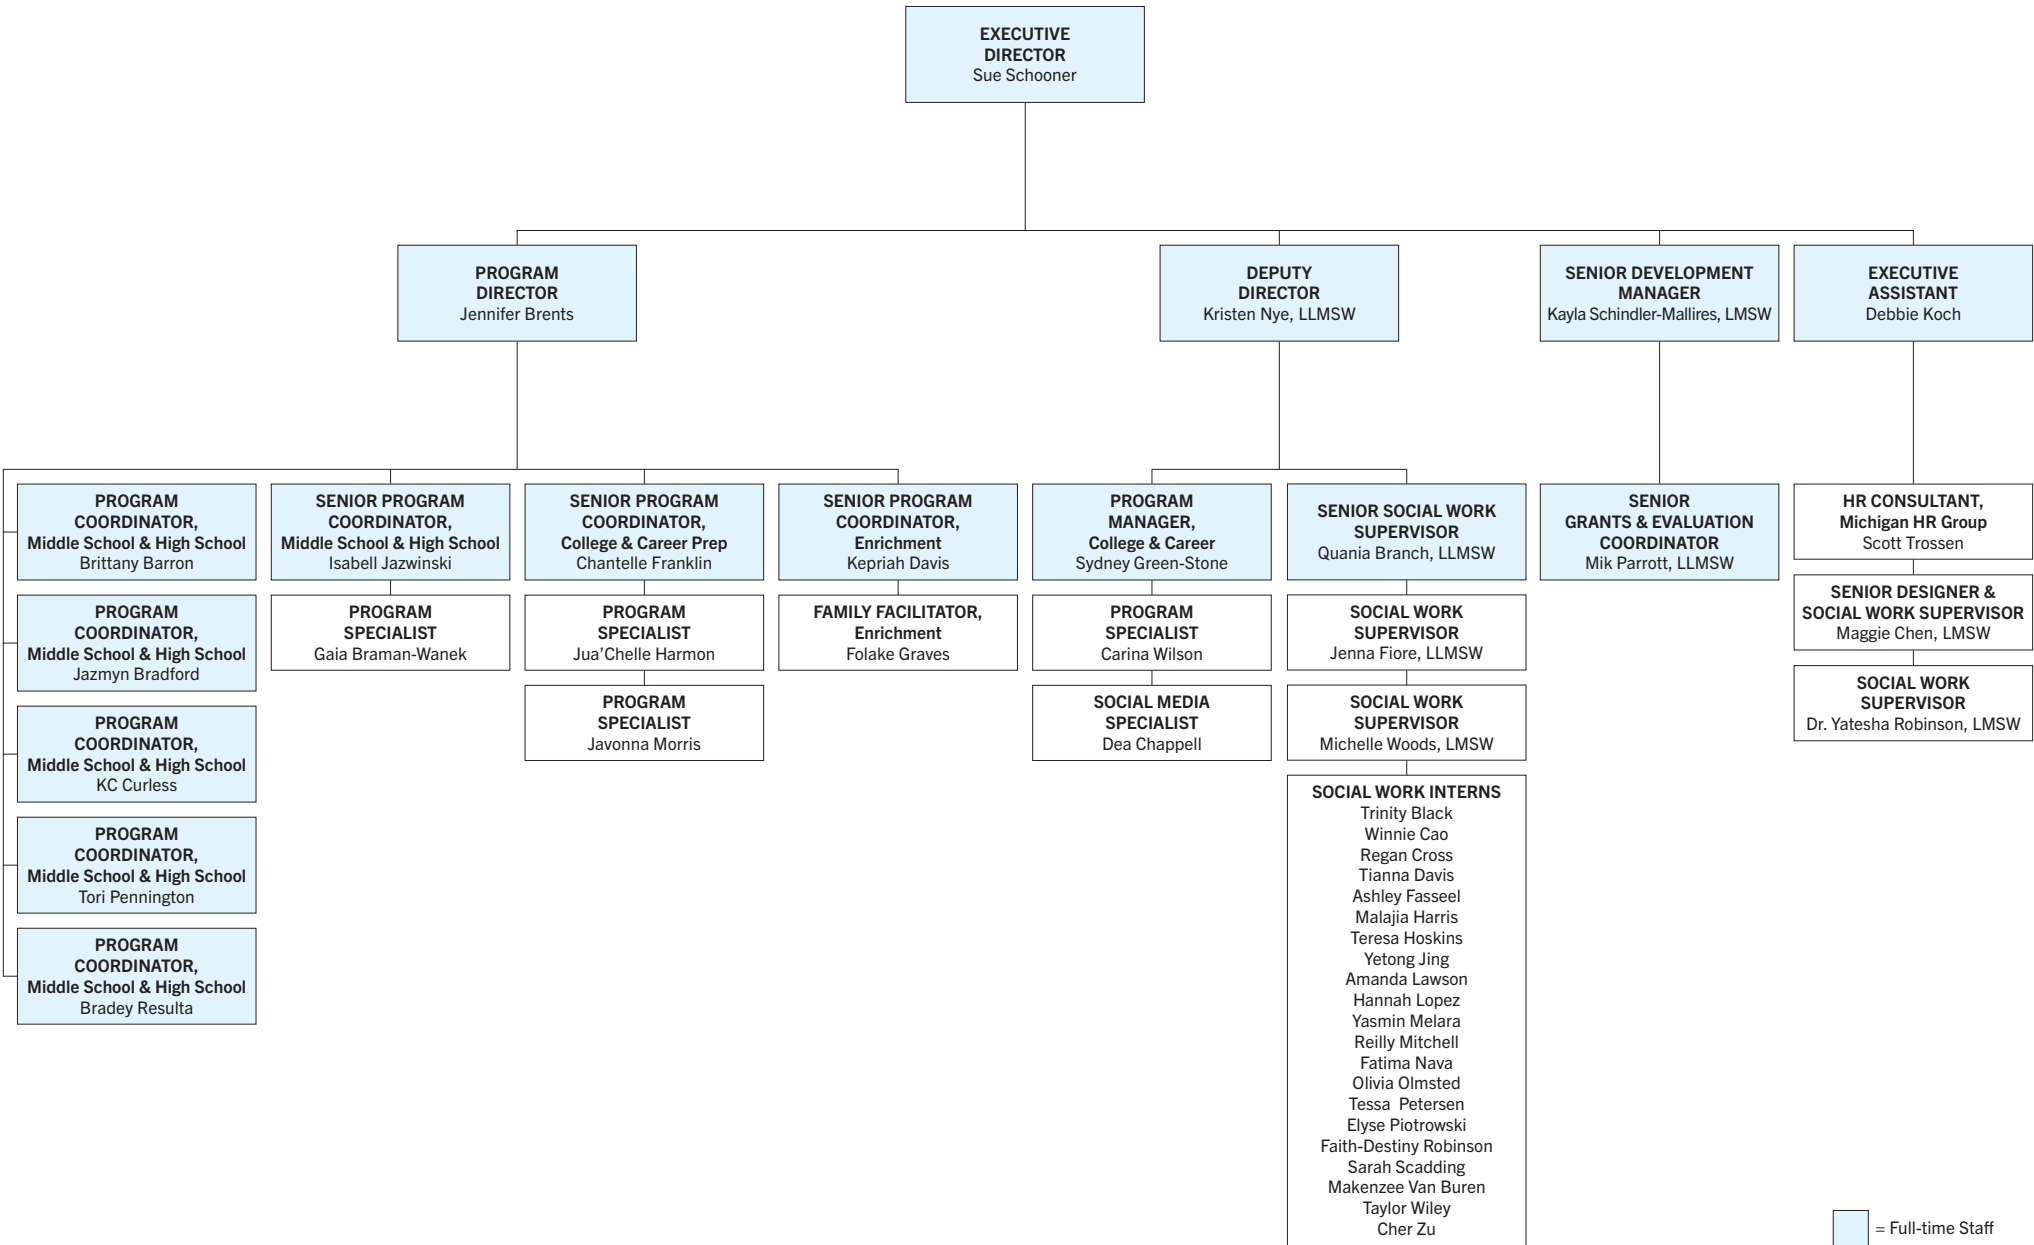 EXECUTIVE
DIRECTOR
Sue Schooner
PROGRAM
DIRECTOR
Jennifer Brents
DEPUTY
DIRECTOR
Kristen Nye, LLMSW
SENIOR DEVELOPMENT
MANAGER
Kayla Schindler-Mallires, LMSW
EXECUTIVE
ASSISTANT
Debbie Koch
PROGRAM
COORDINATOR,
Middle School & High School
Brittany Barron
PROGRAM
COORDINATOR,
Middle School & High School
Jazmyn Bradford
PROGRAM
COORDINATOR,
Middle School & High School
KC Curless
PROGRAM
COORDINATOR,
Middle School & High School
Tori Pennington
PROGRAM
COORDINATOR,
Middle School & High School
Bradey Resulta
SENIOR PROGRAM
COORDINATOR,
Middle School & High School
Isabell Jazwinski
PROGRAM
SPECIALIST
Gaia Braman-Wanek
SENIOR PROGRAM
COORDINATOR,
College & Career Prep
Chantelle Franklin
PROGRAM
SPECIALIST
Jua’Chelle Harmon
PROGRAM
SPECIALIST
Javonna Morris
SENIOR PROGRAM
COORDINATOR,
Enrichment
Kepriah Davis
FAMILY FACILITATOR,
Enrichment
Folake Graves
PROGRAM
MANAGER,
College & Career
Sydney Green-Stone
PROGRAM
SPECIALIST
Carina Wilson
SOCIAL MEDIA
SPECIALIST
Dea Chappell
SENIOR SOCIAL WORK
SUPERVISOR
Quania Branch, LLMSW
SOCIAL WORK
SUPERVISOR
Jenna Fiore, LLMSW
SOCIAL WORK
SUPERVISOR
Michelle Woods, LMSW
SOCIAL WORK INTERNS
Trinity Black
Winnie Cao
Regan Cross
Tianna Davis
Ashley Fasseel
Malajia Harris
Teresa Hoskins
Yetong Jing
Amanda Lawson
Hannah Lopez
Yasmin Melara
Reilly Mitchell
Fatima Nava
Olivia Olmsted
Tessa  Petersen
Elyse Piotrowski
Faith-Destiny Robinson
Sarah Scadding
Makenzee Van Buren
Taylor Wiley
Cher Zu
SENIOR
GRANTS & EVALUATION
COORDINATOR
Mik Parrott, LLMSW
HR CONSULTANT,
Michigan HR Group
Scott Trossen
SENIOR DESIGNER &
SOCIAL WORK SUPERVISOR
Maggie Chen, LMSW
SOCIAL WORK
SUPERVISOR
Dr. Yatesha Robinson, LMSW
= Full-time Staff